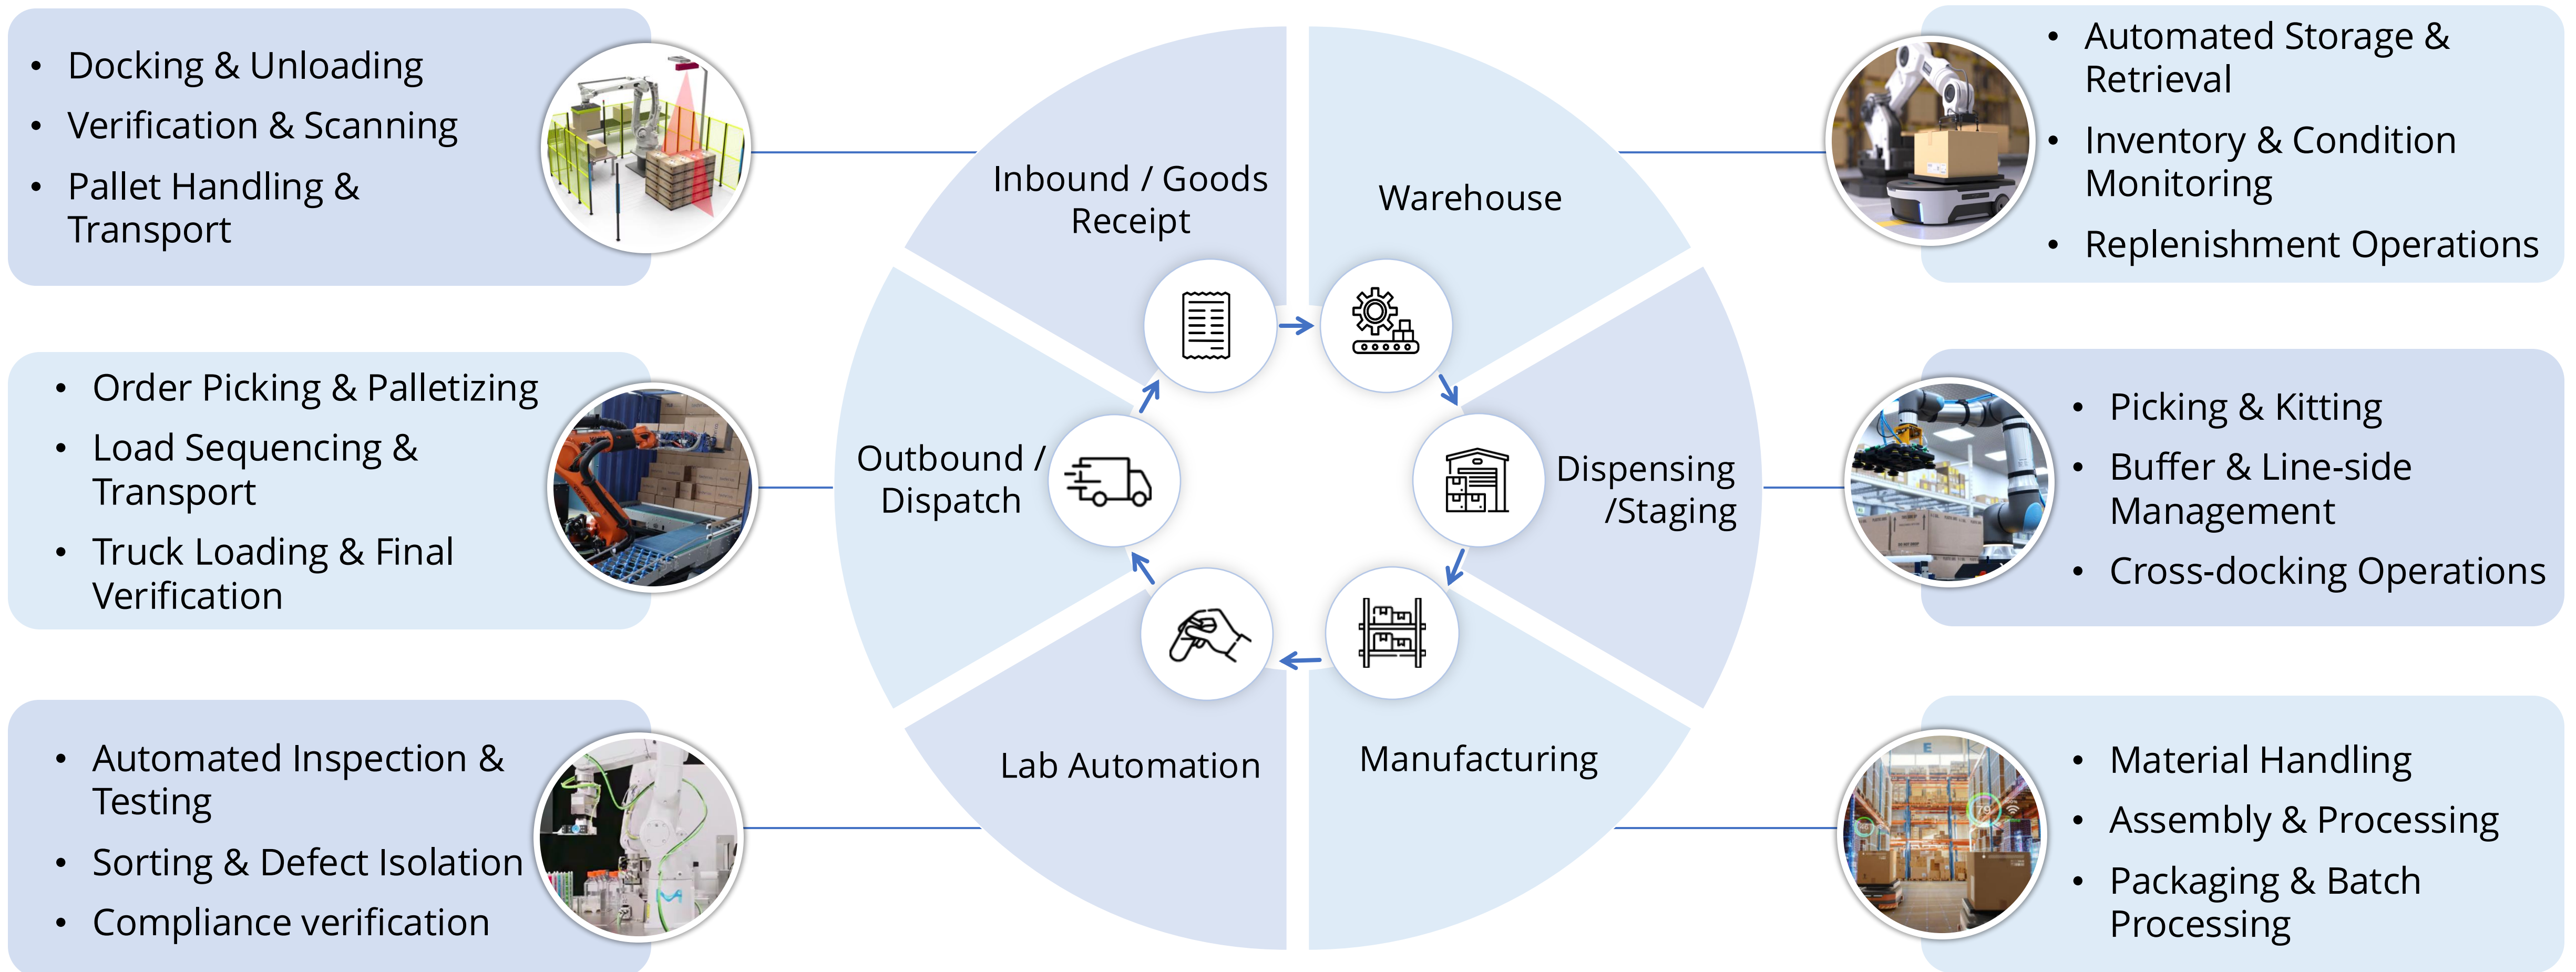 • Docking & Unloading
• Verification & Scanning
• Pallet Handling &
Transport
• Order Picking & Palletizing
• Load Sequencing &
Transport
• Truck Loading & Final
Verification
• Automated Inspection &
Testing
• Sorting & Defect Isolation
• Compliance verification
Inbound / Goods
Receipt
Warehouse
Outbound /
Dispatch
Dispensing
/Staging
Lab Automation
Manufacturing
• Automated Storage &
Retrieval
• Inventory & Condition
Monitoring
• Replenishment Operations
• Picking & Kitting
• Buffer & Line-side
Management
• Cross-docking Operations
E
79
• Material Handling
• Assembly & Processing
• Packaging & Batch
Processing